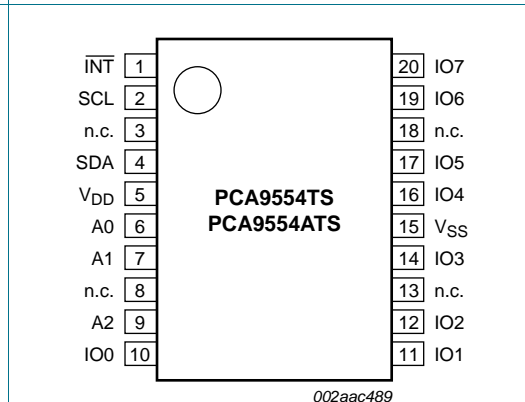 I̅N̅T̅ 1
SCL 2
n.c. 3
SDA 4
VDD 5
A0 6
A1 7
n.c. 8
A2 9
IO0 10
PCA9554TS
PCA9554ATS
20 IO7
19 IO6
18 n.c.
17 IO5
16 IO4
15 VSS
14 IO3
13 n.c.
12 IO2
11 IO1
002aac489